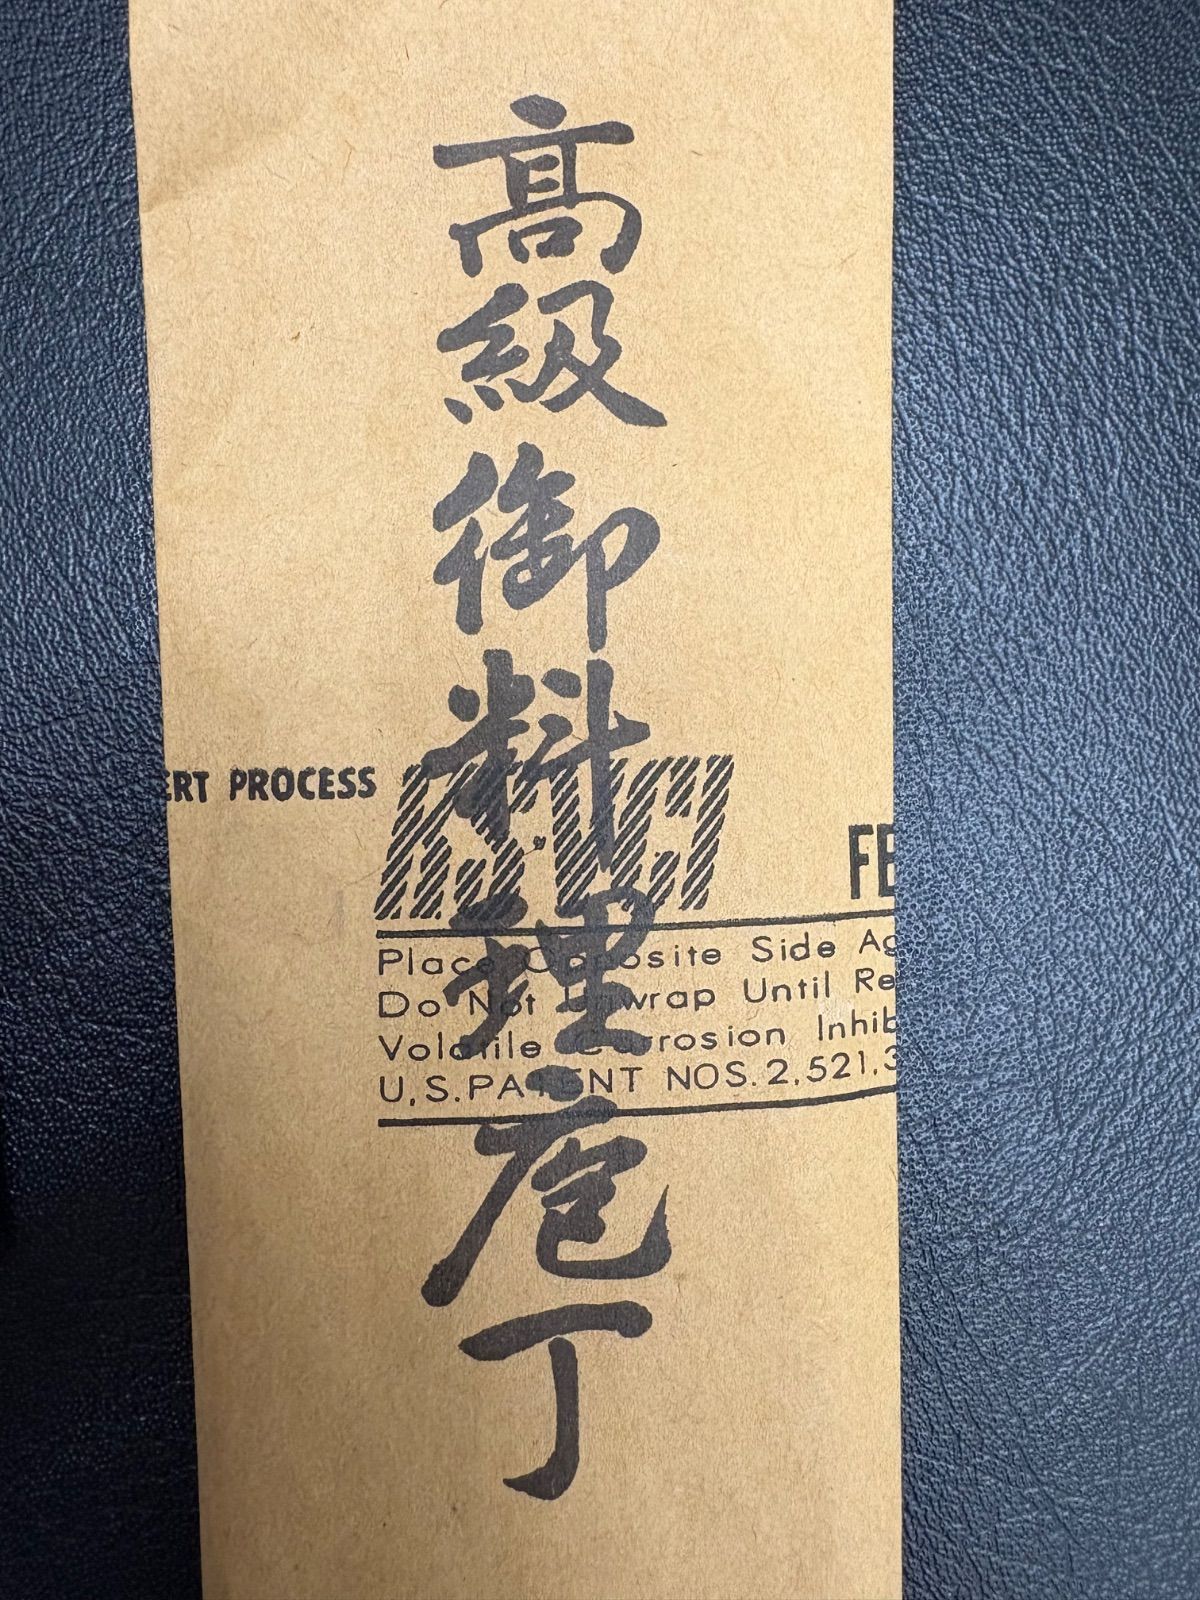 高級御料理庖丁
ERT PROCESS
FE
Place Opposite Side Ag
Do Not Unwrap Until Re
Volatile Corrosion Inhib
U.S.PATENT NOS.2,521,3